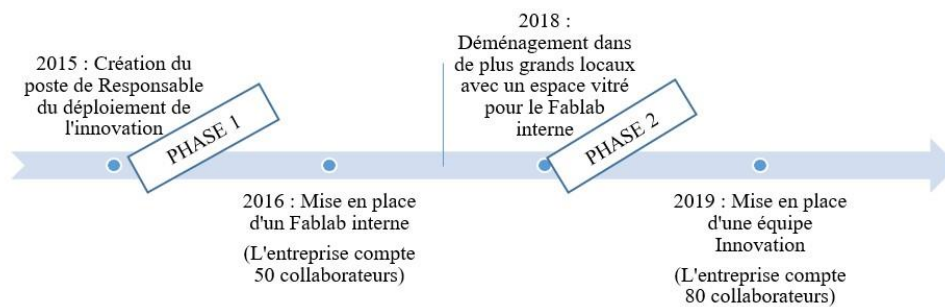 2015 : Création du
poste de Responsable
du déploiement de
l'innovation
PHASE 1
2016 : Mise en place
d'un Fablab interne
(L'entreprise compte
50 collaborateurs)
2018 :
Déménagement dans
de plus grands locaux
avec un espace vitré
pour le Fablab
interne
PHASE 2
2019 : Mise en place
d'une équipe
Innovation
(L'entreprise compte
80 collaborateurs)